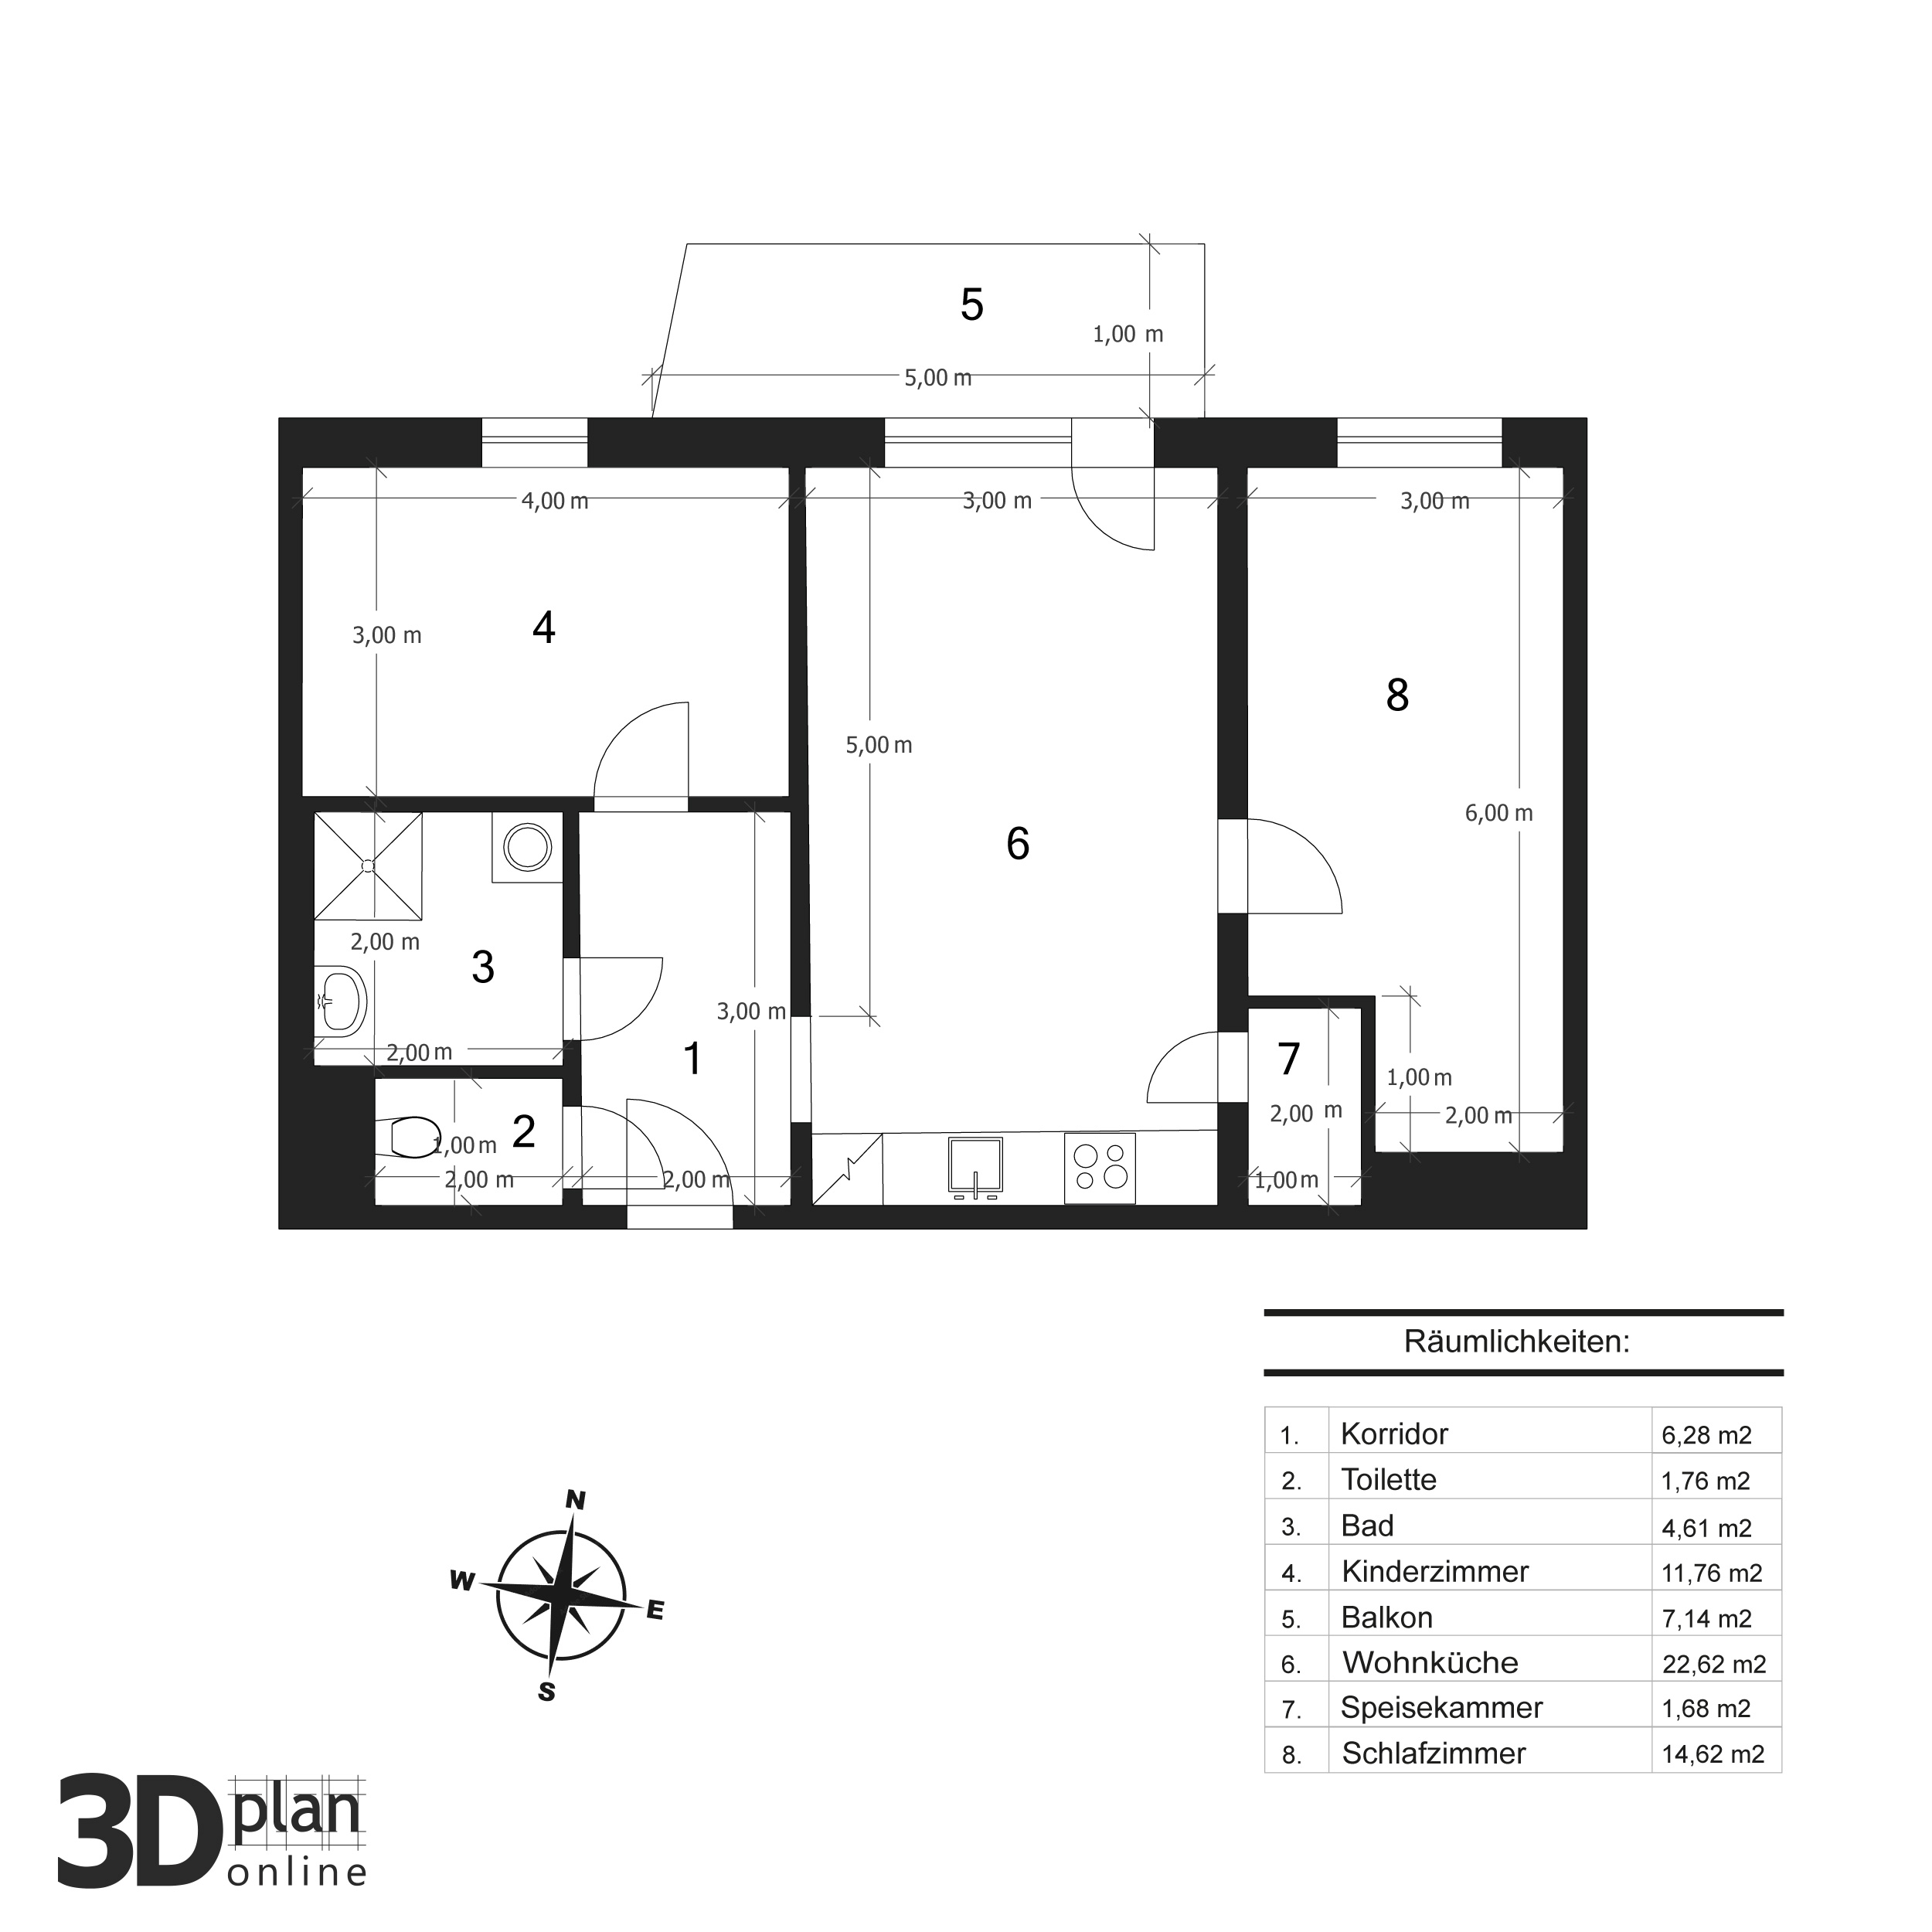 5
1,00 m
5,00 m
4,00 m
3,00 m
3,00 m
4
3,00 m
8
5,00 m
6
6,00 m
2,00 m
3
3,00 m
2,00 m
1
7
1,00 m
2
1,00 m
2,00 m
2,00 m
2,00 m
2,00 m
1,00 m
Räumlichkeiten:
1. Korridor 6,28 m2
2. Toilette 1,76 m2
3. Bad 4,61 m2
4. Kinderzimmer 11,76 m2
5. Balkon 7,14 m2
6. Wohnküche 22,62 m2
7. Speisekammer 1,68 m2
8. Schlafzimmer 14,62 m2
N
W
E
S
3D plan
online